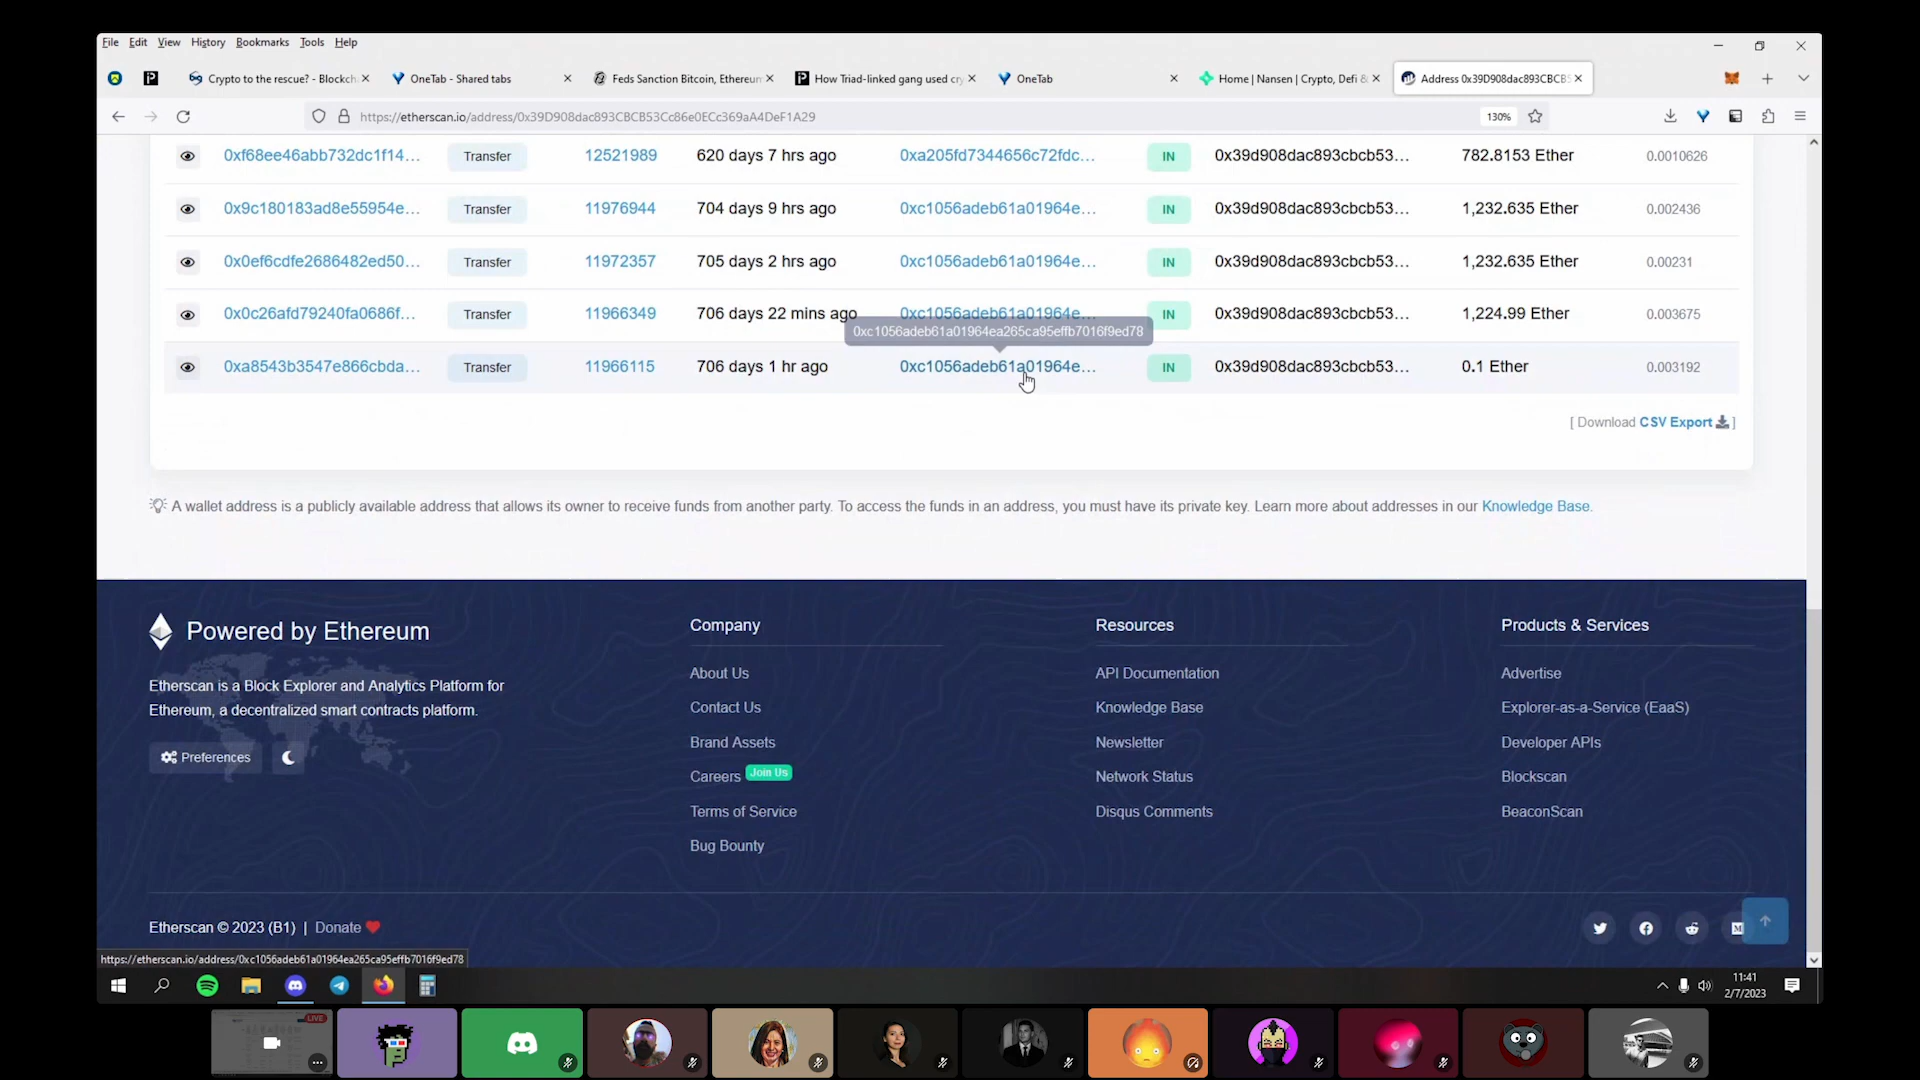 File Edit View History Bookmarks Tools Help
Crypto to the rescue? - Blockch
OneTab - Shared tabs
Feds Sanction Bitcoin, Ethereum
How Triad-linked gang used cry
OneTab
Home | Nansen | Crypto, Defi &
Address 0x39D908dac893CBCB5
https://etherscan.io/address/0x39D908dac893CBCB53Cc86e0ECc369aA4DeF1A29
130%
0xf68ee46abb732dc1f14... Transfer 12521989 620 days 7 hrs ago 0xa205fd7344656c72fdc... IN 0x39d908dac893cbcb53... 782.8153 Ether 0.0010626
0x9c180183ad8e55954e... Transfer 11976944 704 days 9 hrs ago 0xc1056adeb61a01964e... IN 0x39d908dac893cbcb53... 1,232.635 Ether 0.002436
0x0ef6cdfe2686482ed50... Transfer 11972357 705 days 2 hrs ago 0xc1056adeb61a01964e... IN 0x39d908dac893cbcb53... 1,232.635 Ether 0.00231
0x0c26afd79240fa0686f... Transfer 11966349 706 days 22 mins ago 0xc1056adeb61a01964e... IN 0x39d908dac893cbcb53... 1,224.99 Ether 0.003675
0xc1056adeb61a01964ea265ca95effb7016f9ed78
0xa8543b3547e866cbda... Transfer 11966115 706 days 1 hr ago 0xc1056adeb61a01964e... IN 0x39d908dac893cbcb53... 0.1 Ether 0.003192
[ Download CSV Export ]
A wallet address is a publicly available address that allows its owner to receive funds from another party. To access the funds in an address, you must have its private key. Learn more about addresses in our Knowledge Base.
Powered by Ethereum
Etherscan is a Block Explorer and Analytics Platform for
Ethereum, a decentralized smart contracts platform.
Preferences
Company
About Us
Contact Us
Brand Assets
Careers Join Us
Terms of Service
Bug Bounty
Resources
API Documentation
Knowledge Base
Newsletter
Network Status
Disqus Comments
Products & Services
Advertise
Explorer-as-a-Service (EaaS)
Developer APIs
Blockscan
BeaconScan
Etherscan © 2023 (B1) | Donate
https://etherscan.io/address/0xc1056adeb61a01964ea265ca95effb7016f9ed78
11:41
2/7/2023
LIVE